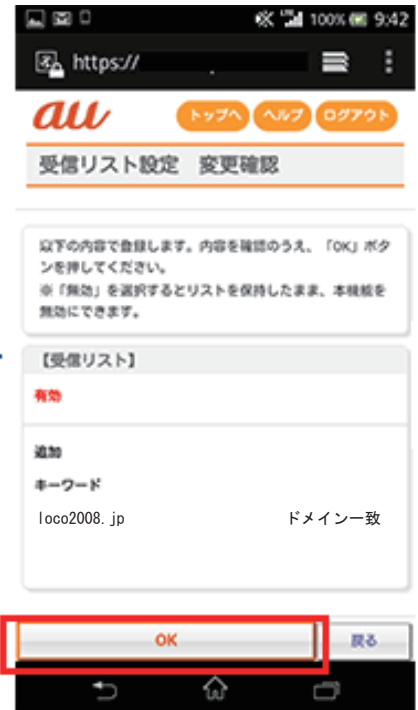 100% 9:42
https://
au
トップへ ヘルプ ログアウト
受信リスト設定 変更確認
以下の内容で登録します。内容を確認のうえ、「OK」ボタ
ンを押してください。
※「無効」を選択するとリストを保持したまま、本機能を
無効にできます。
【受信リスト】
有効
追加
キーワード
loco2008.jp ドメイン一致
OK 戻る